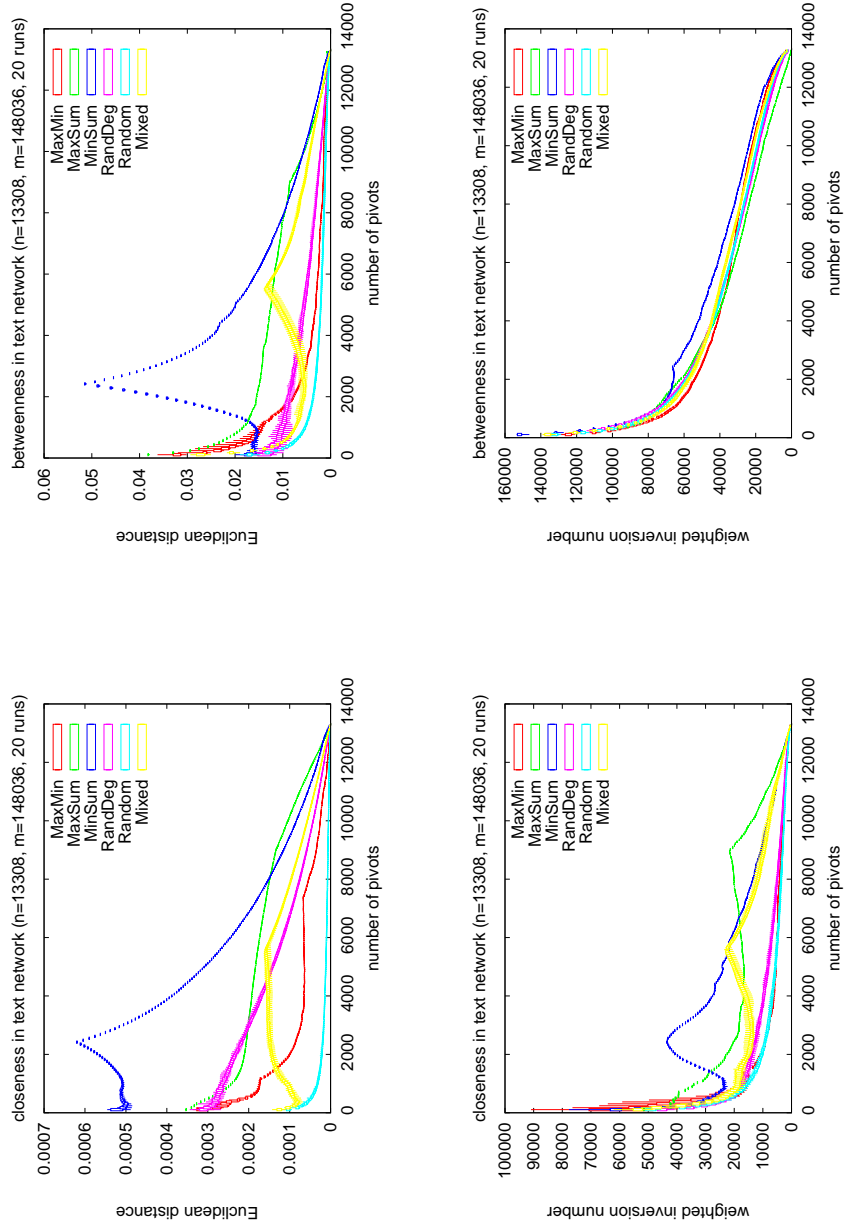 closeness in text network (n=13308, m=148036, 20 runs)
0.0007
0.0006
0.0005
0.0004
0.0003
0.0002
0.0001
0
Euclidean distance
MaxMin
MaxSum
MinSum
RandDeg
Random
Mixed
0 2000 4000 6000 8000 10000 12000 14000
number of pivots
betweenness in text network (n=13308, m=148036, 20 runs)
0.06
0.05
0.04
0.03
0.02
0.01
0
Euclidean distance
MaxMin
MaxSum
MinSum
RandDeg
Random
Mixed
0 2000 4000 6000 8000 10000 12000 14000
number of pivots
closeness in text network (n=13308, m=148036, 20 runs)
100000
90000
80000
70000
60000
50000
40000
30000
20000
10000
0
weighted inversion number
MaxMin
MaxSum
MinSum
RandDeg
Random
Mixed
0 2000 4000 6000 8000 10000 12000 14000
number of pivots
betweenness in text network (n=13308, m=148036, 20 runs)
160000
140000
120000
100000
80000
60000
40000
20000
0
weighted inversion number
MaxMin
MaxSum
MinSum
RandDeg
Random
Mixed
0 2000 4000 6000 8000 10000 12000 14000
number of pivots